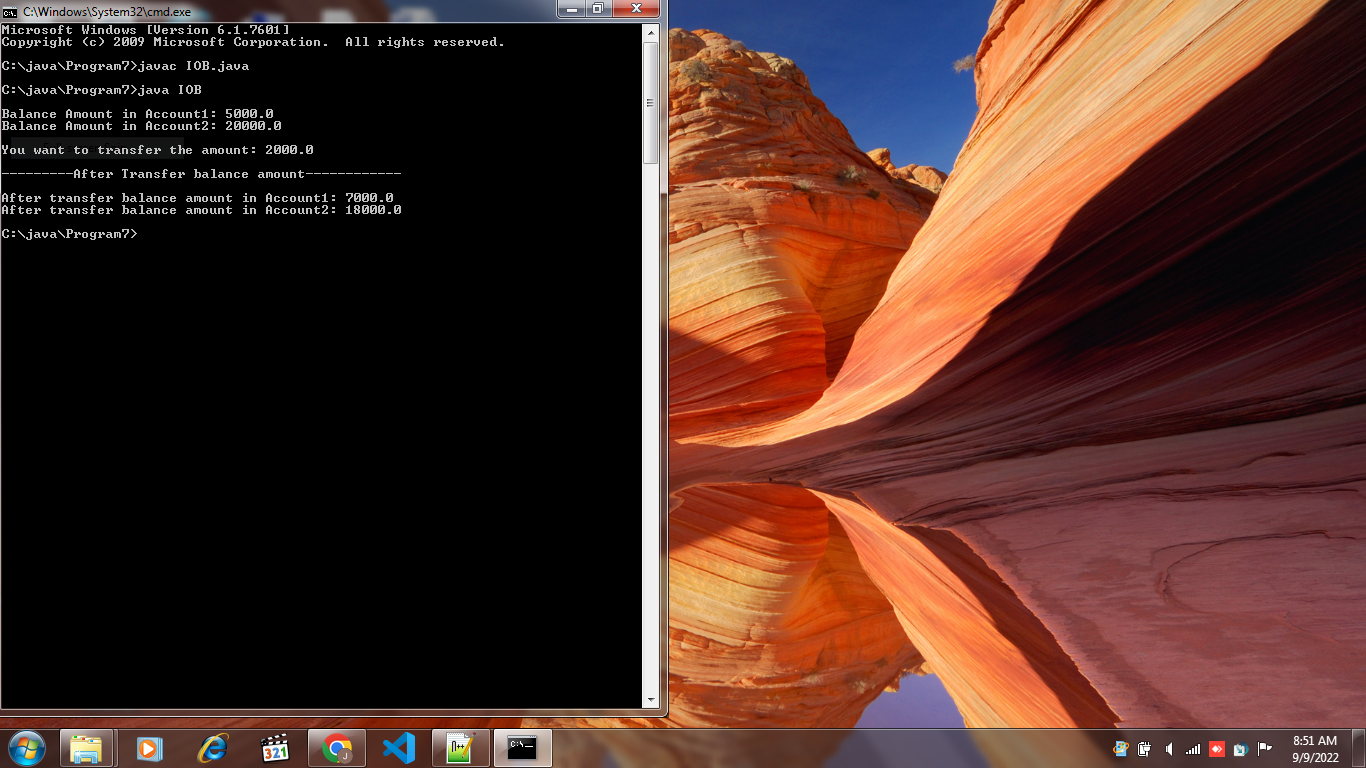 C:\Windows\System32\cmd.exe
Microsoft Windows [Version 6.1.7601]
Copyright (c) 2009 Microsoft Corporation.  All rights reserved.
C:\java\Program7>javac IOB.java
C:\java\Program7>java IOB
Balance Amount in Account1: 5000.0
Balance Amount in Account2: 20000.0
You want to transfer the amount: 2000.0
---------After Transfer balance amount------------
After transfer balance amount in Account1: 7000.0
After transfer balance amount in Account2: 18000.0
C:\java\Program7>
321
J
8:51 AM
9/9/2022